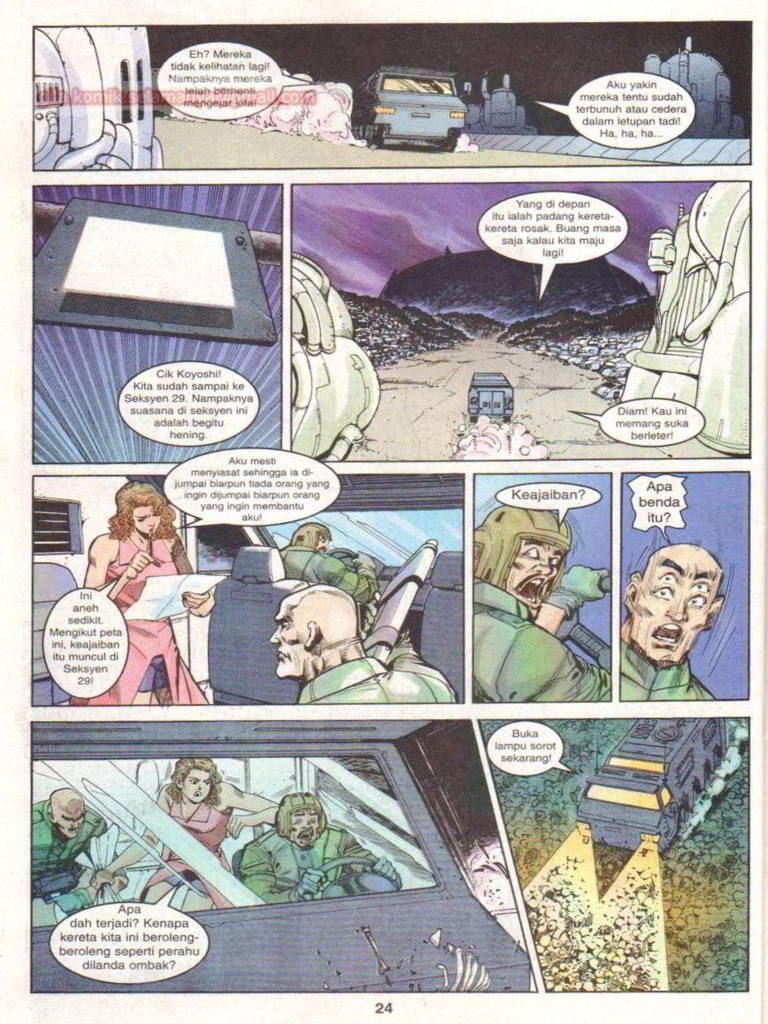 Eh? Mereka
tidak kelihatan lagi!
Nampaknya mereka
telah berhenti
mengejar kita!
Aku yakin
mereka tentu sudah
terbunuh atau cedera
dalam letupan tadi!
Ha, ha, ha...
Cik Koyoshi!
Kita sudah sampai ke
Seksyen 29. Nampaknya
suasana di seksyen ini
adalah begitu
hening.
Yang di depan
itu ialah padang kereta-
kereta rosak. Buang masa
saja kalau kita maju
lagi!
Diam! Kau ini
memang suka
berleter!
Aku mesti
menyiasat sehingga ia di-
jumpai biarpun tiada orang yang
ingin dijumpai biarpun orang
yang ingin membantu
aku!
Ini
aneh
sedikit.
Mengikut peta
ini, keajaiban
itu muncul di
Seksyen
29!
Keajaiban?
Apa
benda
itu?
Apa
dah terjadi? Kenapa
kereta kita ini beroleng-
beroleng seperti perahu
dilanda ombak?
Buka
lampu sorot
sekarang!
24